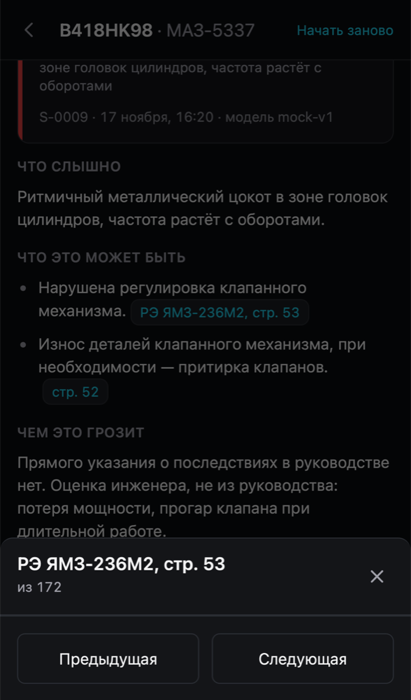 В418НК98 · МАЗ-5337
Начать заново
зоне головок цилиндров, частота растёт с
оборотами
S-0009 · 17 ноября, 16:20 · модель mock-v1
ЧТО СЛЫШНО
Ритмичный металлический цокот в зоне головок
цилиндров, частота растёт с оборотами.
ЧТО ЭТО МОЖЕТ БЫТЬ
• Нарушена регулировка клапанного
механизма. РЭ ЯМЗ-236М2, стр. 53
• Износ деталей клапанного механизма, при
необходимости — притирка клапанов.
стр. 52
ЧЕМ ЭТО ГРОЗИТ
Прямого указания о последствиях в руководстве
нет. Оценка инженера, не из руководства:
потеря мощности, прогар клапана при
длительной работе.
РЭ ЯМЗ-236М2, стр. 53
из 172
Предыдущая
Следующая